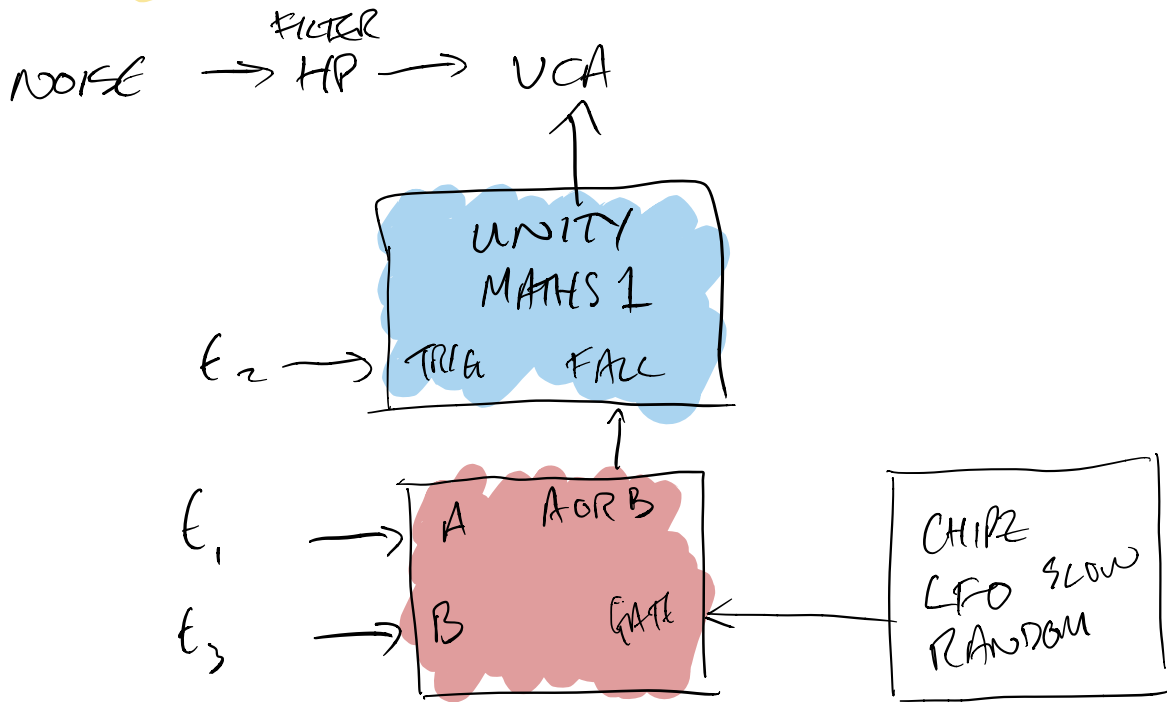 FILTER
NOISE → HP → VCA
UNITY
MATHS 1
t2 → TRIG FALL
t1 → A A OR B
t3 → B GATE
CHIPZ
LFO SLOW
RANDOM